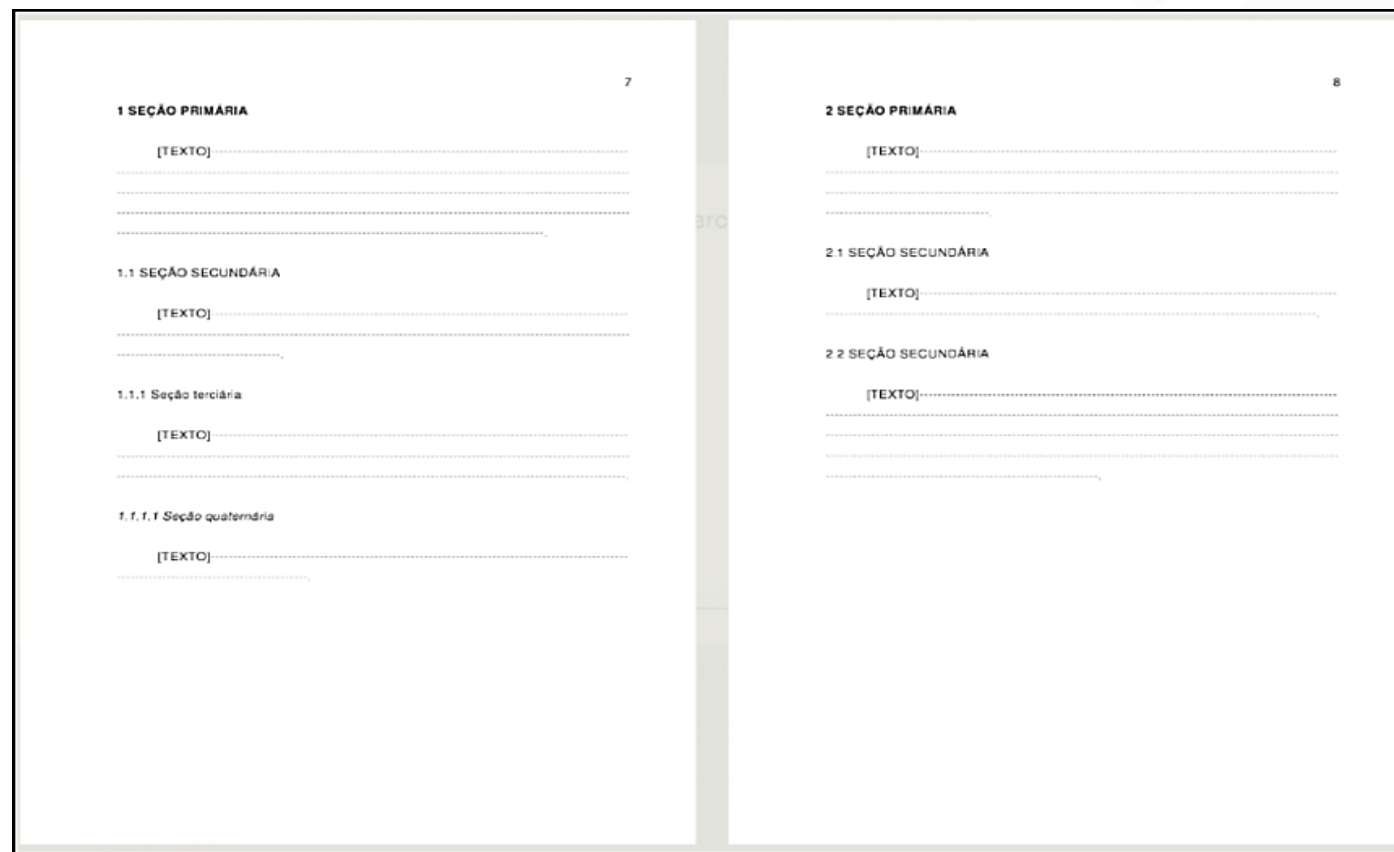 7
1 SEÇÃO PRIMÁRIA
[TEXTO]
1.1 SEÇÃO SECUNDÁRIA
[TEXTO]
1.1.1 Seção terciária
[TEXTO]
1.1.1.1 Seção quaternária
[TEXTO]
erc
8
2 SEÇÃO PRIMÁRIA
[TEXTO]
2.1 SEÇÃO SECUNDÁRIA
[TEXTO]
2.2 SEÇÃO SECUNDÁRIA
[TEXTO]